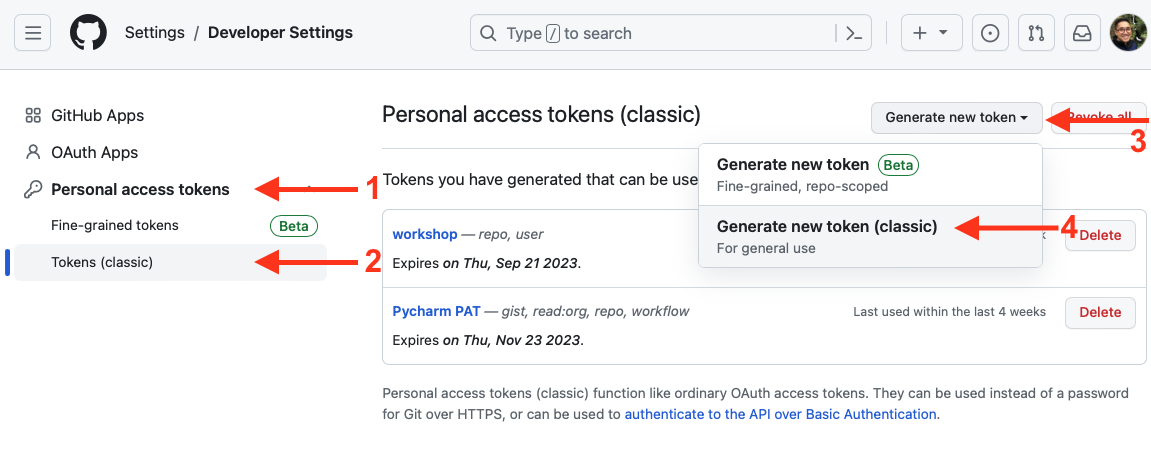 Settings / Developer Settings
Type / to search
GitHub Apps
OAuth Apps
Personal access tokens
1
Fine-grained tokens Beta
Tokens (classic)
2
Personal access tokens (classic)
Generate new token
Revoke all
3
Generate new token Beta
Fine-grained, repo-scoped
Generate new token (classic)
For general use
4
Tokens you have generated that can be use
workshop — repo, user
Delete
Expires on Thu, Sep 21 2023.
Pycharm PAT — gist, read:org, repo, workflow
Last used within the last 4 weeks
Delete
Expires on Thu, Nov 23 2023.
Personal access tokens (classic) function like ordinary OAuth access tokens. They can be used instead of a password
for Git over HTTPS, or can be used to authenticate to the API over Basic Authentication.